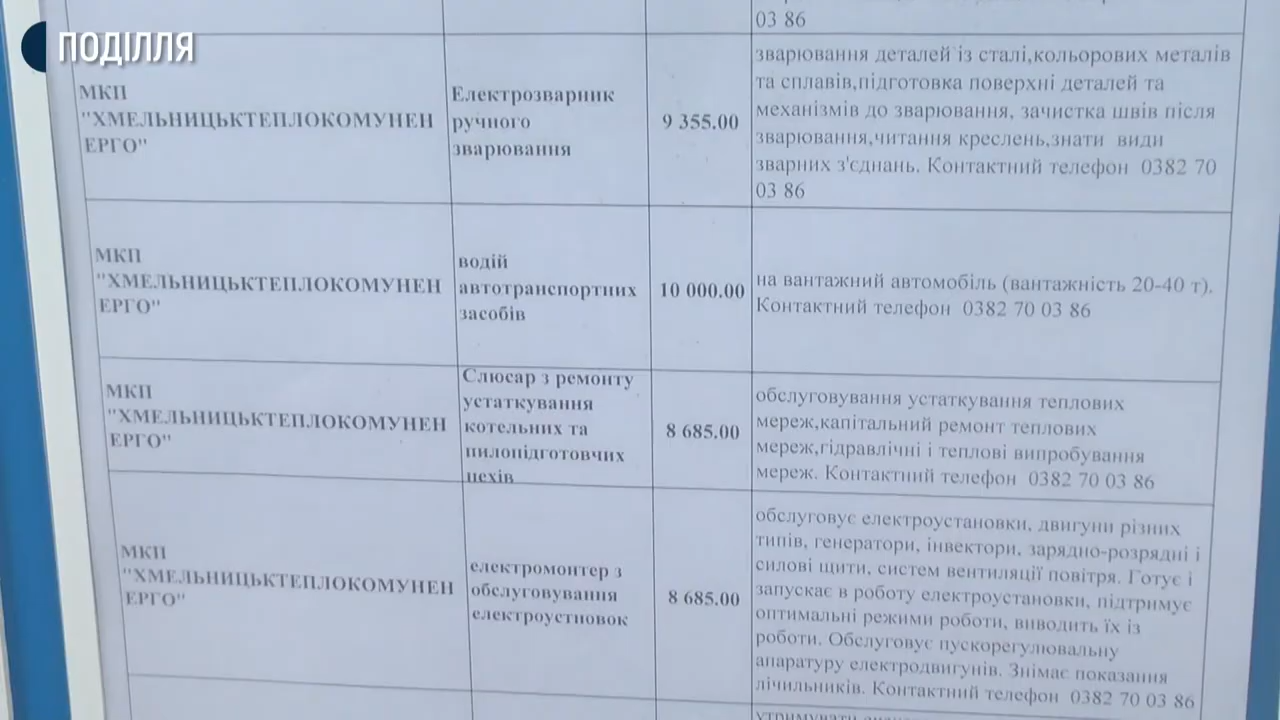 ПОДІЛЛЯ
03 86
МКП
"ХМЕЛЬНИЦЬКТЕПЛОКОМУНЕН
ЕРГО"
Електрозварник
ручного
зварювання
9 355.00
зварювання деталей із сталі,кольорових металів
та сплавів,підготовка поверхні деталей та
механізмів до зварювання, зачистка швів після
зварювання,читання креслень,знати види
зварних з'єднань. Контактний телефон 0382 70
03 86
МКП
"ХМЕЛЬНИЦЬКТЕПЛОКОМУНЕН
ЕРГО"
водій
автотранспортних
засобів
10 000.00
на вантажний автомобіль (вантажність 20-40 т).
Контактний телефон 0382 70 03 86
МКП
"ХМЕЛЬНИЦЬКТЕПЛОКОМУНЕН
ЕРГО"
Слюсар з ремонту
устаткування
котельних та
пилопідготовчих
цехів
8 685.00
обслуговування устаткування теплових
мереж,капітальний ремонт теплових
мереж,гідравлічні і теплові випробування
мереж. Контактний телефон 0382 70 03 86
МКП
"ХМЕЛЬНИЦЬКТЕПЛОКОМУНЕН
ЕРГО"
електромонтер з
обслуговування
електроустновок
8 685.00
обслуговує електроустановки, двигуни різних
типів, генератори, інвектори, зарядно-розрядні і
силові щити, систем вентиляції повітря. Готує і
запускає в роботу електроустановки, підтримує
оптимальні режими роботи, виводить їх із
роботи. Обслуговує пускорегулювальну
апаратуру електродвигунів. Знімає показання
лічильників. Контактний телефон 0382 70 03 86